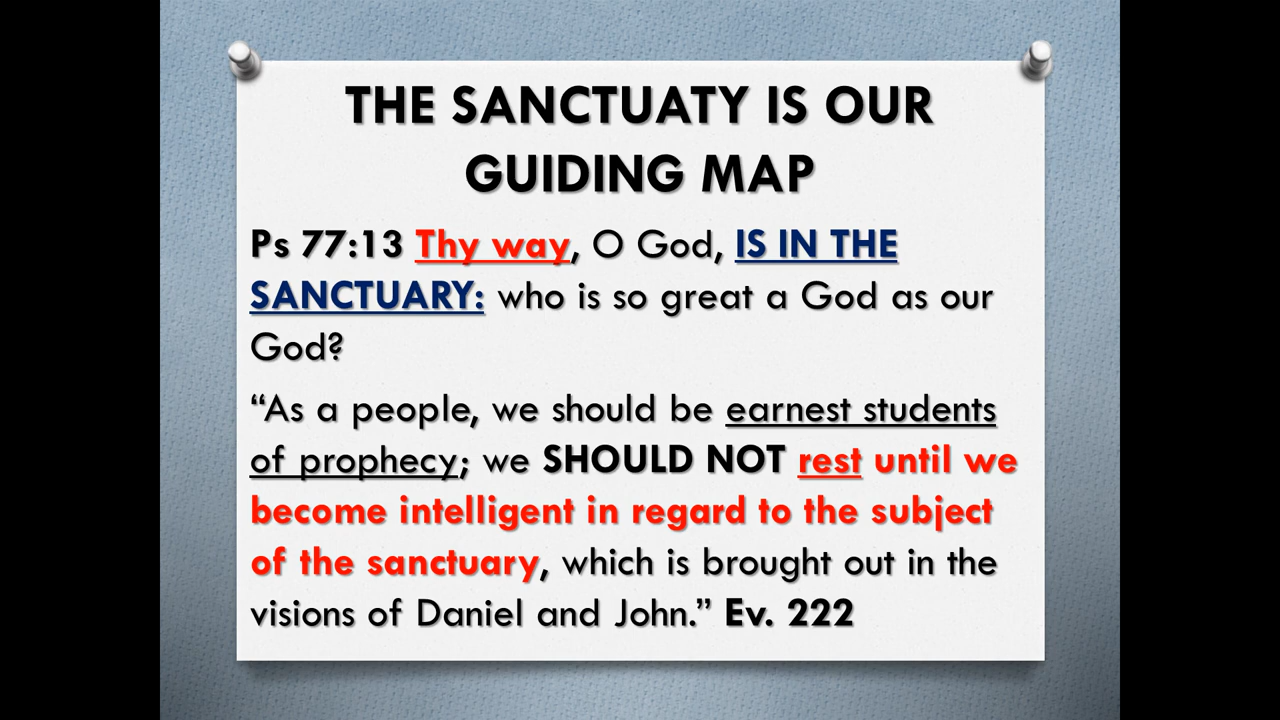 THE SANCTUATY IS OUR
GUIDING MAP
Ps 77:13 Thy way, O God, IS IN THE
SANCTUARY: who is so great a God as our
God?
“As a people, we should be earnest students
of prophecy; we SHOULD NOT rest until we
become intelligent in regard to the subject
of the sanctuary, which is brought out in the
visions of Daniel and John.” Ev. 222